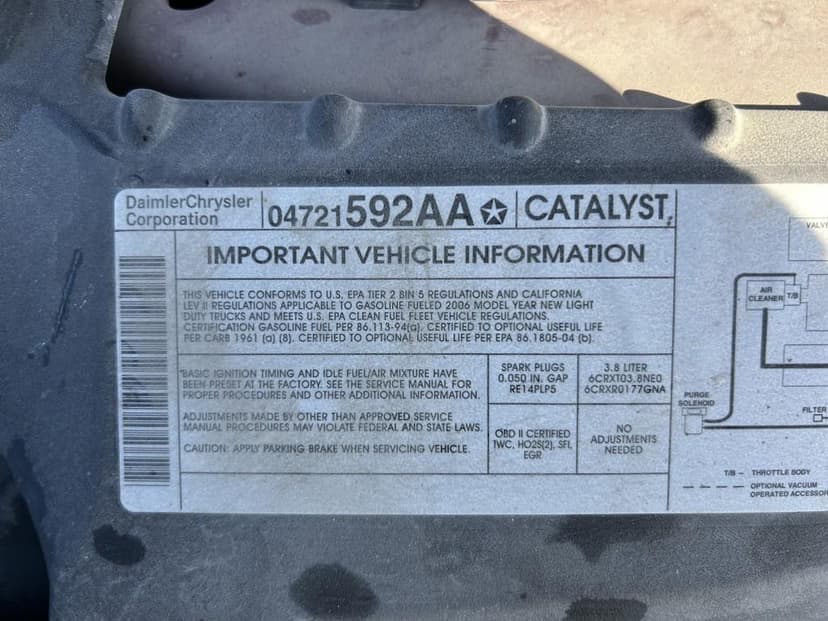 DaimlerChrysler
Corporation
04721592AA
CATALYST
IMPORTANT VEHICLE INFORMATION
THIS VEHICLE CONFORMS TO U.S. EPA TIER 2 BIN 5 REGULATIONS AND CALIFORNIA
LEV II REGULATIONS APPLICABLE TO GASOLINE FUELED 2006 MODEL YEAR NEW LIGHT
DUTY TRUCKS AND MEETS U.S. EPA CLEAN FUEL FLEET VEHICLE REGULATIONS.
CERTIFICATION GASOLINE FUEL PER 86.113-94(a). CERTIFIED TO OPTIONAL USEFUL LIFE
PER CARB 1961 (a) (8). CERTIFIED TO OPTIONAL USEFUL LIFE PER EPA 86.1805-04 (b).
BASIC IGNITION TIMING AND IDLE FUEL/AIR MIXTURE HAVE
BEEN PRESET AT THE FACTORY. SEE THE SERVICE MANUAL FOR
PROPER PROCEDURES AND OTHER ADDITIONAL INFORMATION.
ADJUSTMENTS MADE BY OTHER THAN APPROVED SERVICE
MANUAL PROCEDURES MAY VIOLATE FEDERAL AND STATE LAWS.
CAUTION: APPLY PARKING BRAKE WHEN SERVICING VEHICLE.
SPARK PLUGS
0.050 IN. GAP
RE14PLP5
3.8 LITER
6CRXT03.8NE0
6CRXR0177GNA
OBD II CERTIFIED
TWC, HO2S(2), SFI,
EGR
NO
ADJUSTMENTS
NEEDED
VALV
AIR
CLEANER
T/B
PURGE
SOLENOID
FILTER
T/B - THROTTLE BODY
OPTIONAL VACUUM
OPERATED ACCESSOR